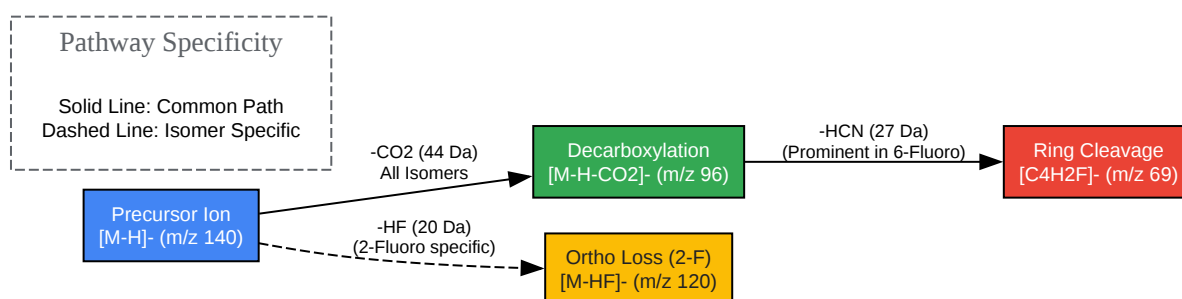 Pathway Specificity
Solid Line: Common Path
Dashed Line: Isomer Specific
Precursor Ion
[M-H]- (m/z 140)
-CO2 (44 Da)
All Isomers
-HF (20 Da)
(2-Fluoro specific)
Decarboxylation
[M-H-CO2]- (m/z 96)
Ortho Loss (2-F)
[M-HF]- (m/z 120)
-HCN (27 Da)
(Prominent in 6-Fluoro)
Ring Cleavage
[C4H2F]- (m/z 69)